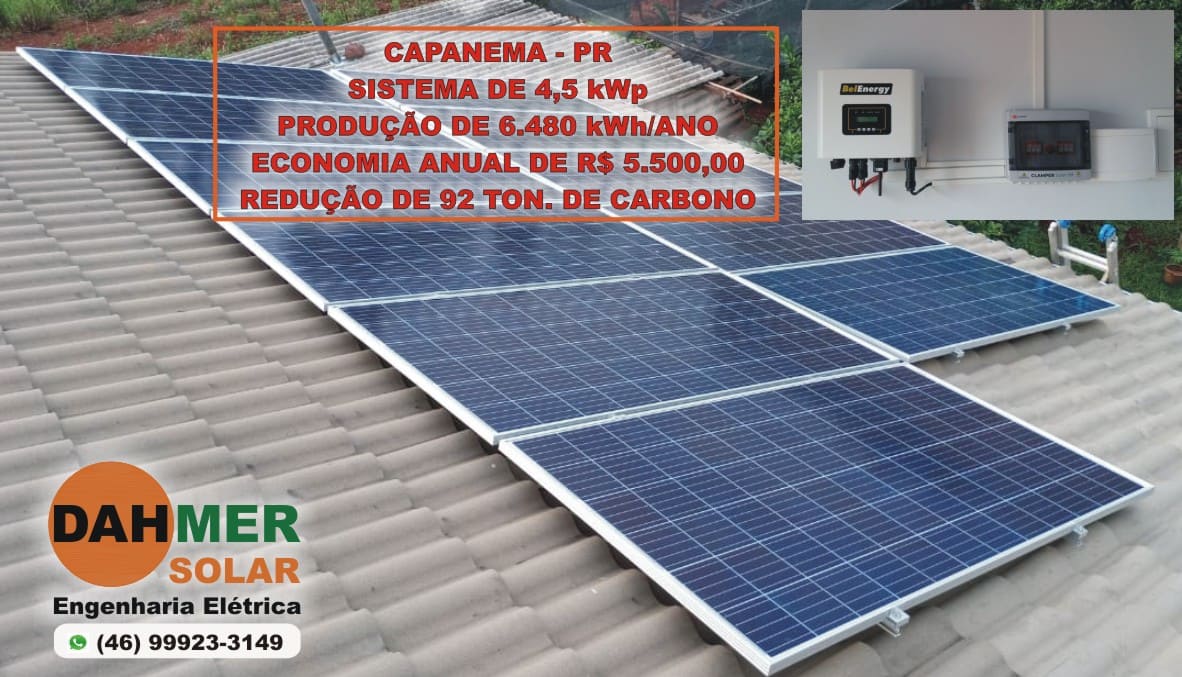 CAPANEMA - PR
SISTEMA DE 4,5 kWp
PRODUÇÃO DE 6.480 kWh/ANO
ECONOMIA ANUAL DE R$ 5.500,00
REDUÇÃO DE 92 TON. DE CARBONO
BelEnergy
CLAMPER
DAHMER
SOLAR
Engenharia Elétrica
(46) 99923-3149